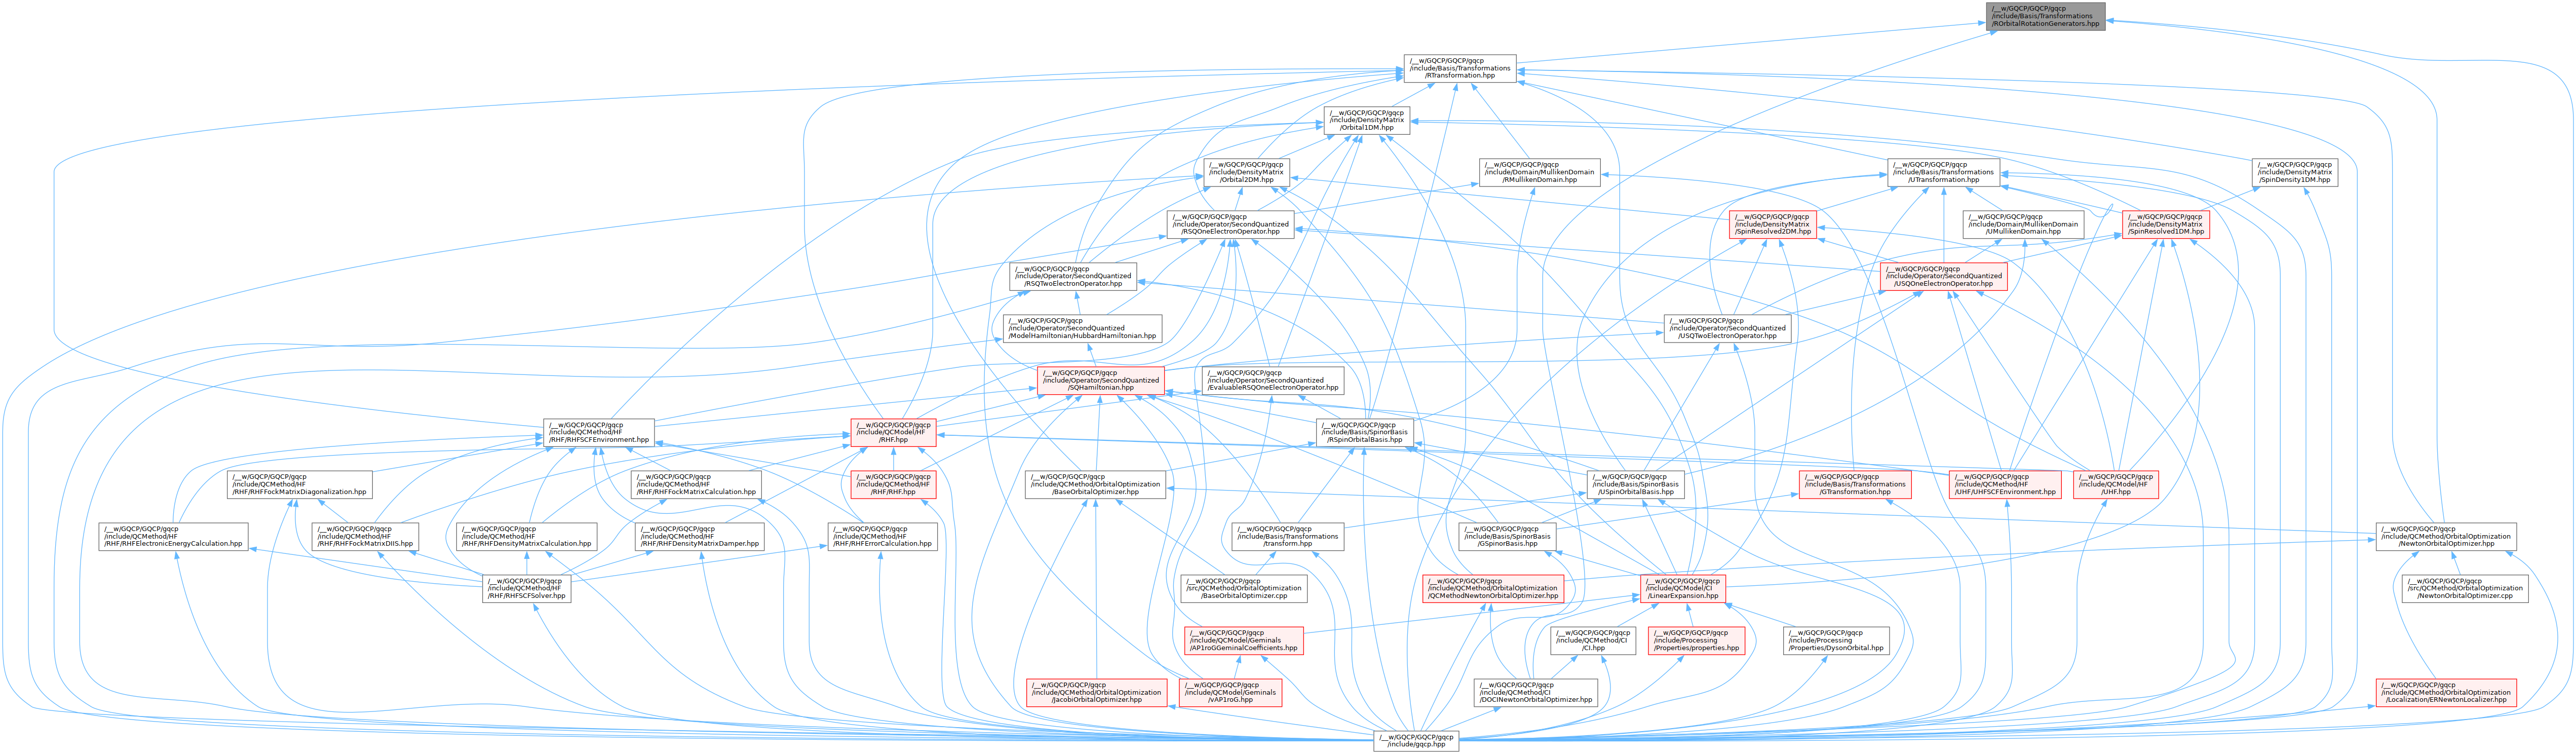 /__w/GQCP/GQCP/gqcp
/include/Basis/Transformations
/ROrbitalRotationGenerators.hpp
/__w/GQCP/GQCP/gqcp
/include/Basis/Transformations
/RTransformation.hpp
/__w/GQCP/GQCP/gqcp
/include/DensityMatrix
/Orbital1DM.hpp
/__w/GQCP/GQCP/gqcp
/include/DensityMatrix
/Orbital2DM.hpp
/__w/GQCP/GQCP/gqcp
/include/Domain/MullikenDomain
/RMullikenDomain.hpp
/__w/GQCP/GQCP/gqcp
/include/Basis/Transformations
/UTransformation.hpp
/__w/GQCP/GQCP/gqcp
/include/DensityMatrix
/SpinDensity1DM.hpp
/__w/GQCP/GQCP/gqcp
/include/Operator/SecondQuantized
/RSQOneElectronOperator.hpp
/__w/GQCP/GQCP/gqcp
/include/DensityMatrix
/SpinResolved2DM.hpp
/__w/GQCP/GQCP/gqcp
/include/Domain/MullikenDomain
/UMullikenDomain.hpp
/__w/GQCP/GQCP/gqcp
/include/DensityMatrix
/SpinResolved1DM.hpp
/__w/GQCP/GQCP/gqcp
/include/Operator/SecondQuantized
/RSQTwoElectronOperator.hpp
/__w/GQCP/GQCP/gqcp
/include/Operator/SecondQuantized
/USQOneElectronOperator.hpp
/__w/GQCP/GQCP/gqcp
/include/Operator/SecondQuantized
/ModelHamiltonian/HubbardHamiltonian.hpp
/__w/GQCP/GQCP/gqcp
/include/Operator/SecondQuantized
/USQTwoElectronOperator.hpp
/__w/GQCP/GQCP/gqcp
/include/Operator/SecondQuantized
/SQHamiltonian.hpp
/__w/GQCP/GQCP/gqcp
/include/Operator/SecondQuantized
/EvaluableRSQOneElectronOperator.hpp
/__w/GQCP/GQCP/gqcp
/include/QCMethod/HF
/RHF/RHFSCFEnvironment.hpp
/__w/GQCP/GQCP/gqcp
/include/QCModel/HF
/RHF.hpp
/__w/GQCP/GQCP/gqcp
/include/Basis/SpinorBasis
/RSpinOrbitalBasis.hpp
/__w/GQCP/GQCP/gqcp
/include/QCMethod/HF
/RHF/RHFFockMatrixDiagonalization.hpp
/__w/GQCP/GQCP/gqcp
/include/QCMethod/HF
/RHF/RHFFockMatrixCalculation.hpp
/__w/GQCP/GQCP/gqcp
/include/QCMethod/HF
/RHF/RHF.hpp
/__w/GQCP/GQCP/gqcp
/include/QCMethod/OrbitalOptimization
/BaseOrbitalOptimizer.hpp
/__w/GQCP/GQCP/gqcp
/include/Basis/SpinorBasis
/USpinOrbitalBasis.hpp
/__w/GQCP/GQCP/gqcp
/include/Basis/Transformations
/GTransformation.hpp
/__w/GQCP/GQCP/gqcp
/include/QCMethod/HF
/UHF/UHFSCFEnvironment.hpp
/__w/GQCP/GQCP/gqcp
/include/QCModel/HF
/UHF.hpp
/__w/GQCP/GQCP/gqcp
/include/QCMethod/HF
/RHF/RHFElectronicEnergyCalculation.hpp
/__w/GQCP/GQCP/gqcp
/include/QCMethod/HF
/RHF/RHFFockMatrixDIIS.hpp
/__w/GQCP/GQCP/gqcp
/include/QCMethod/HF
/RHF/RHFDensityMatrixCalculation.hpp
/__w/GQCP/GQCP/gqcp
/include/QCMethod/HF
/RHF/RHFDensityMatrixDamper.hpp
/__w/GQCP/GQCP/gqcp
/include/QCMethod/HF
/RHF/RHFErrorCalculation.hpp
/__w/GQCP/GQCP/gqcp
/include/Basis/Transformations
/transform.hpp
/__w/GQCP/GQCP/gqcp
/include/Basis/SpinorBasis
/GSpinorBasis.hpp
/__w/GQCP/GQCP/gqcp
/include/QCMethod/OrbitalOptimization
/NewtonOrbitalOptimizer.hpp
/__w/GQCP/GQCP/gqcp
/include/QCMethod/HF
/RHF/RHFSCFSolver.hpp
/__w/GQCP/GQCP/gqcp
/src/QCMethod/OrbitalOptimization
/BaseOrbitalOptimizer.cpp
/__w/GQCP/GQCP/gqcp
/include/QCMethod/OrbitalOptimization
/QCMethodNewtonOrbitalOptimizer.hpp
/__w/GQCP/GQCP/gqcp
/include/QCModel/CI
/LinearExpansion.hpp
/__w/GQCP/GQCP/gqcp
/src/QCMethod/OrbitalOptimization
/NewtonOrbitalOptimizer.cpp
/__w/GQCP/GQCP/gqcp
/include/QCModel/Geminals
/AP1roGGeminalCoefficients.hpp
/__w/GQCP/GQCP/gqcp
/include/QCMethod/CI
/CI.hpp
/__w/GQCP/GQCP/gqcp
/include/Processing
/Properties/properties.hpp
/__w/GQCP/GQCP/gqcp
/include/Processing
/Properties/DysonOrbital.hpp
/__w/GQCP/GQCP/gqcp
/include/QCMethod/OrbitalOptimization
/JacobiOrbitalOptimizer.hpp
/__w/GQCP/GQCP/gqcp
/include/QCModel/Geminals
/vAP1roG.hpp
/__w/GQCP/GQCP/gqcp
/include/QCMethod/CI
/DOCINewtonOrbitalOptimizer.hpp
/__w/GQCP/GQCP/gqcp
/include/QCMethod/OrbitalOptimization
/Localization/ERNewtonLocalizer.hpp
/__w/GQCP/GQCP/gqcp
/include/gqcp.hpp